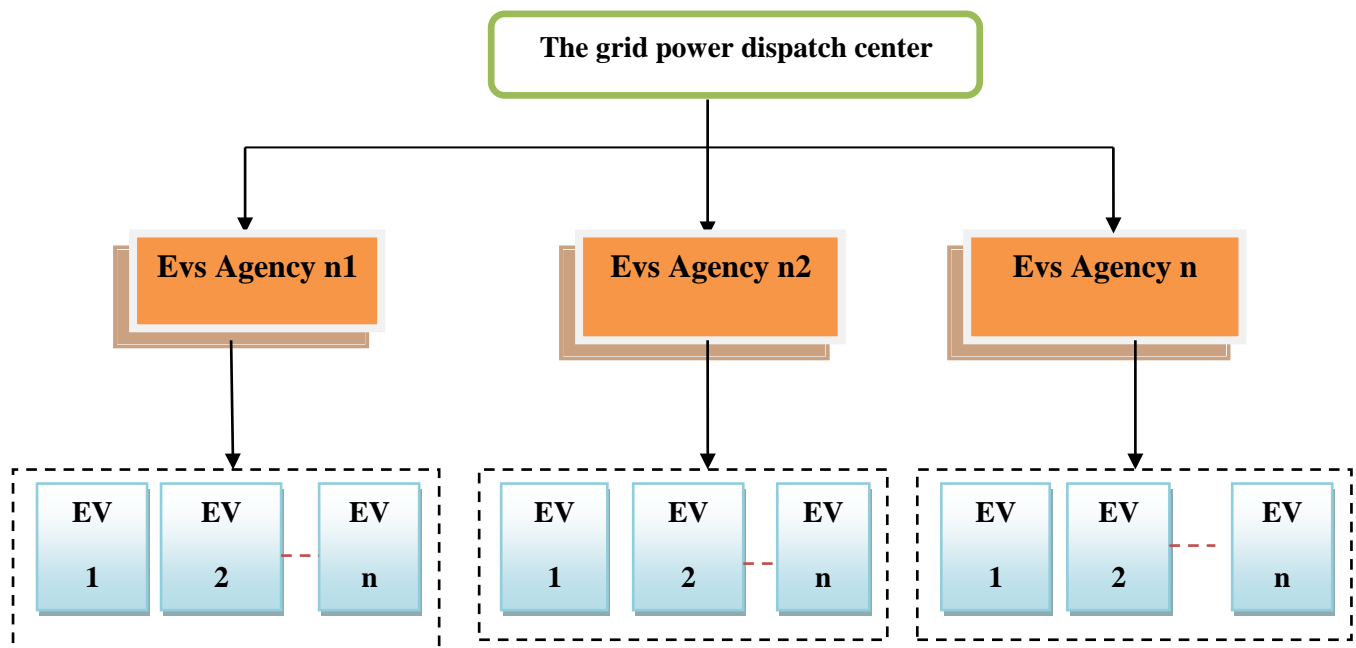 The grid power dispatch center
Evs Agency n1
Evs Agency n2
Evs Agency n
EV
1
EV
2
EV
n
EV
1
EV
2
EV
n
EV
1
EV
2
EV
n